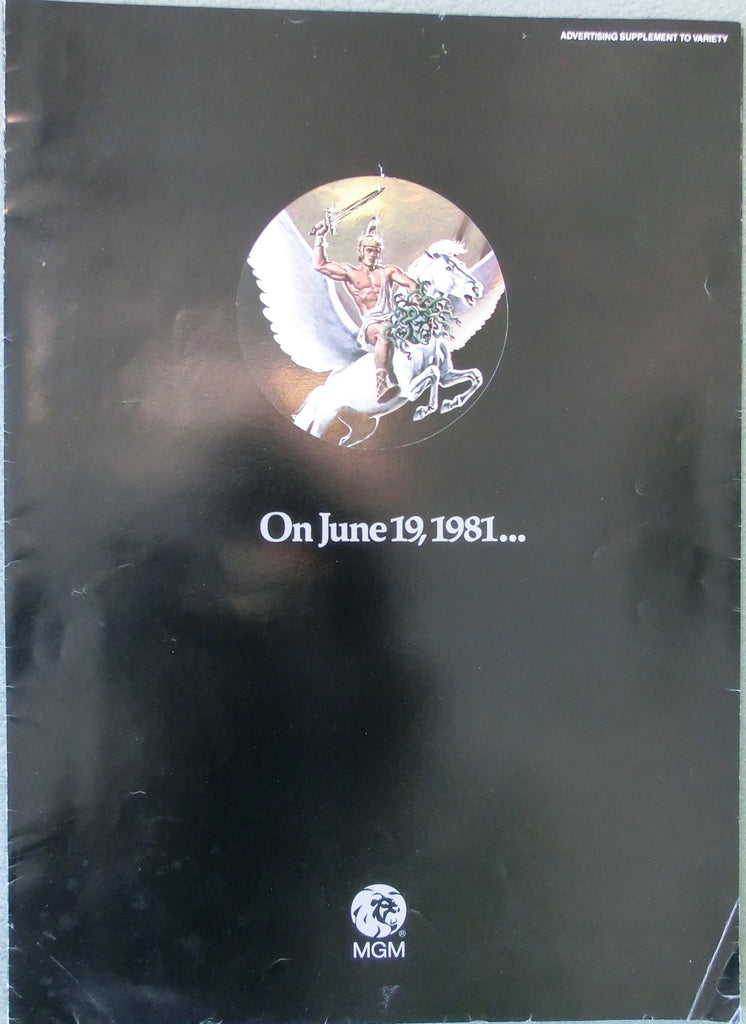 ADVERTISING SUPPLEMENT TO VARIETY
On June 19, 1981...
®
MGM